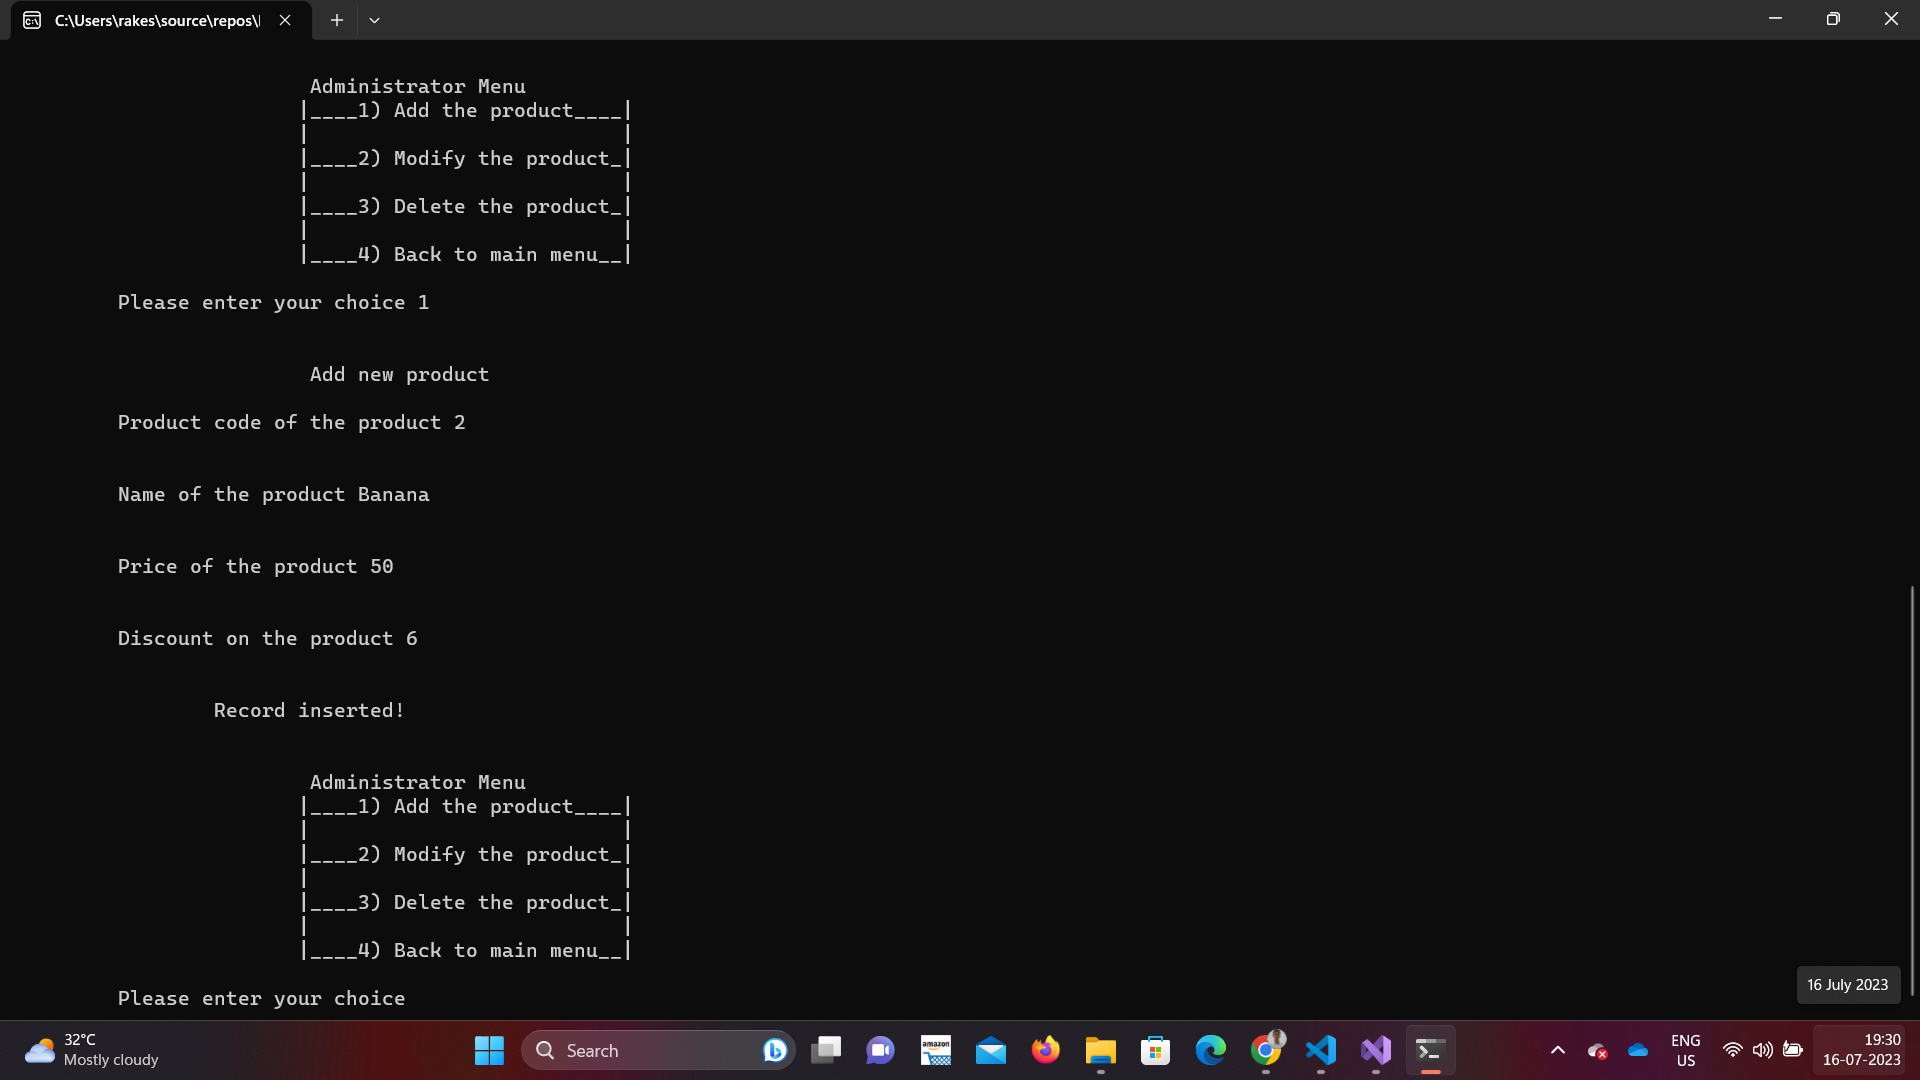 C:\Users\rakes\source\repos\
Administrator Menu
|____1) Add the product____|
|                          |
|____2) Modify the product_|
|                          |
|____3) Delete the product_|
|                          |
|____4) Back to main menu__|
Please enter your choice 1
Add new product
Product code of the product 2
Name of the product Banana
Price of the product 50
Discount on the product 6
Record inserted!
Administrator Menu
|____1) Add the product____|
|                          |
|____2) Modify the product_|
|                          |
|____3) Delete the product_|
|                          |
|____4) Back to main menu__|
Please enter your choice
16 July 2023
32°C
Mostly cloudy
Search
amazon
ENG
US
19:30
16-07-2023